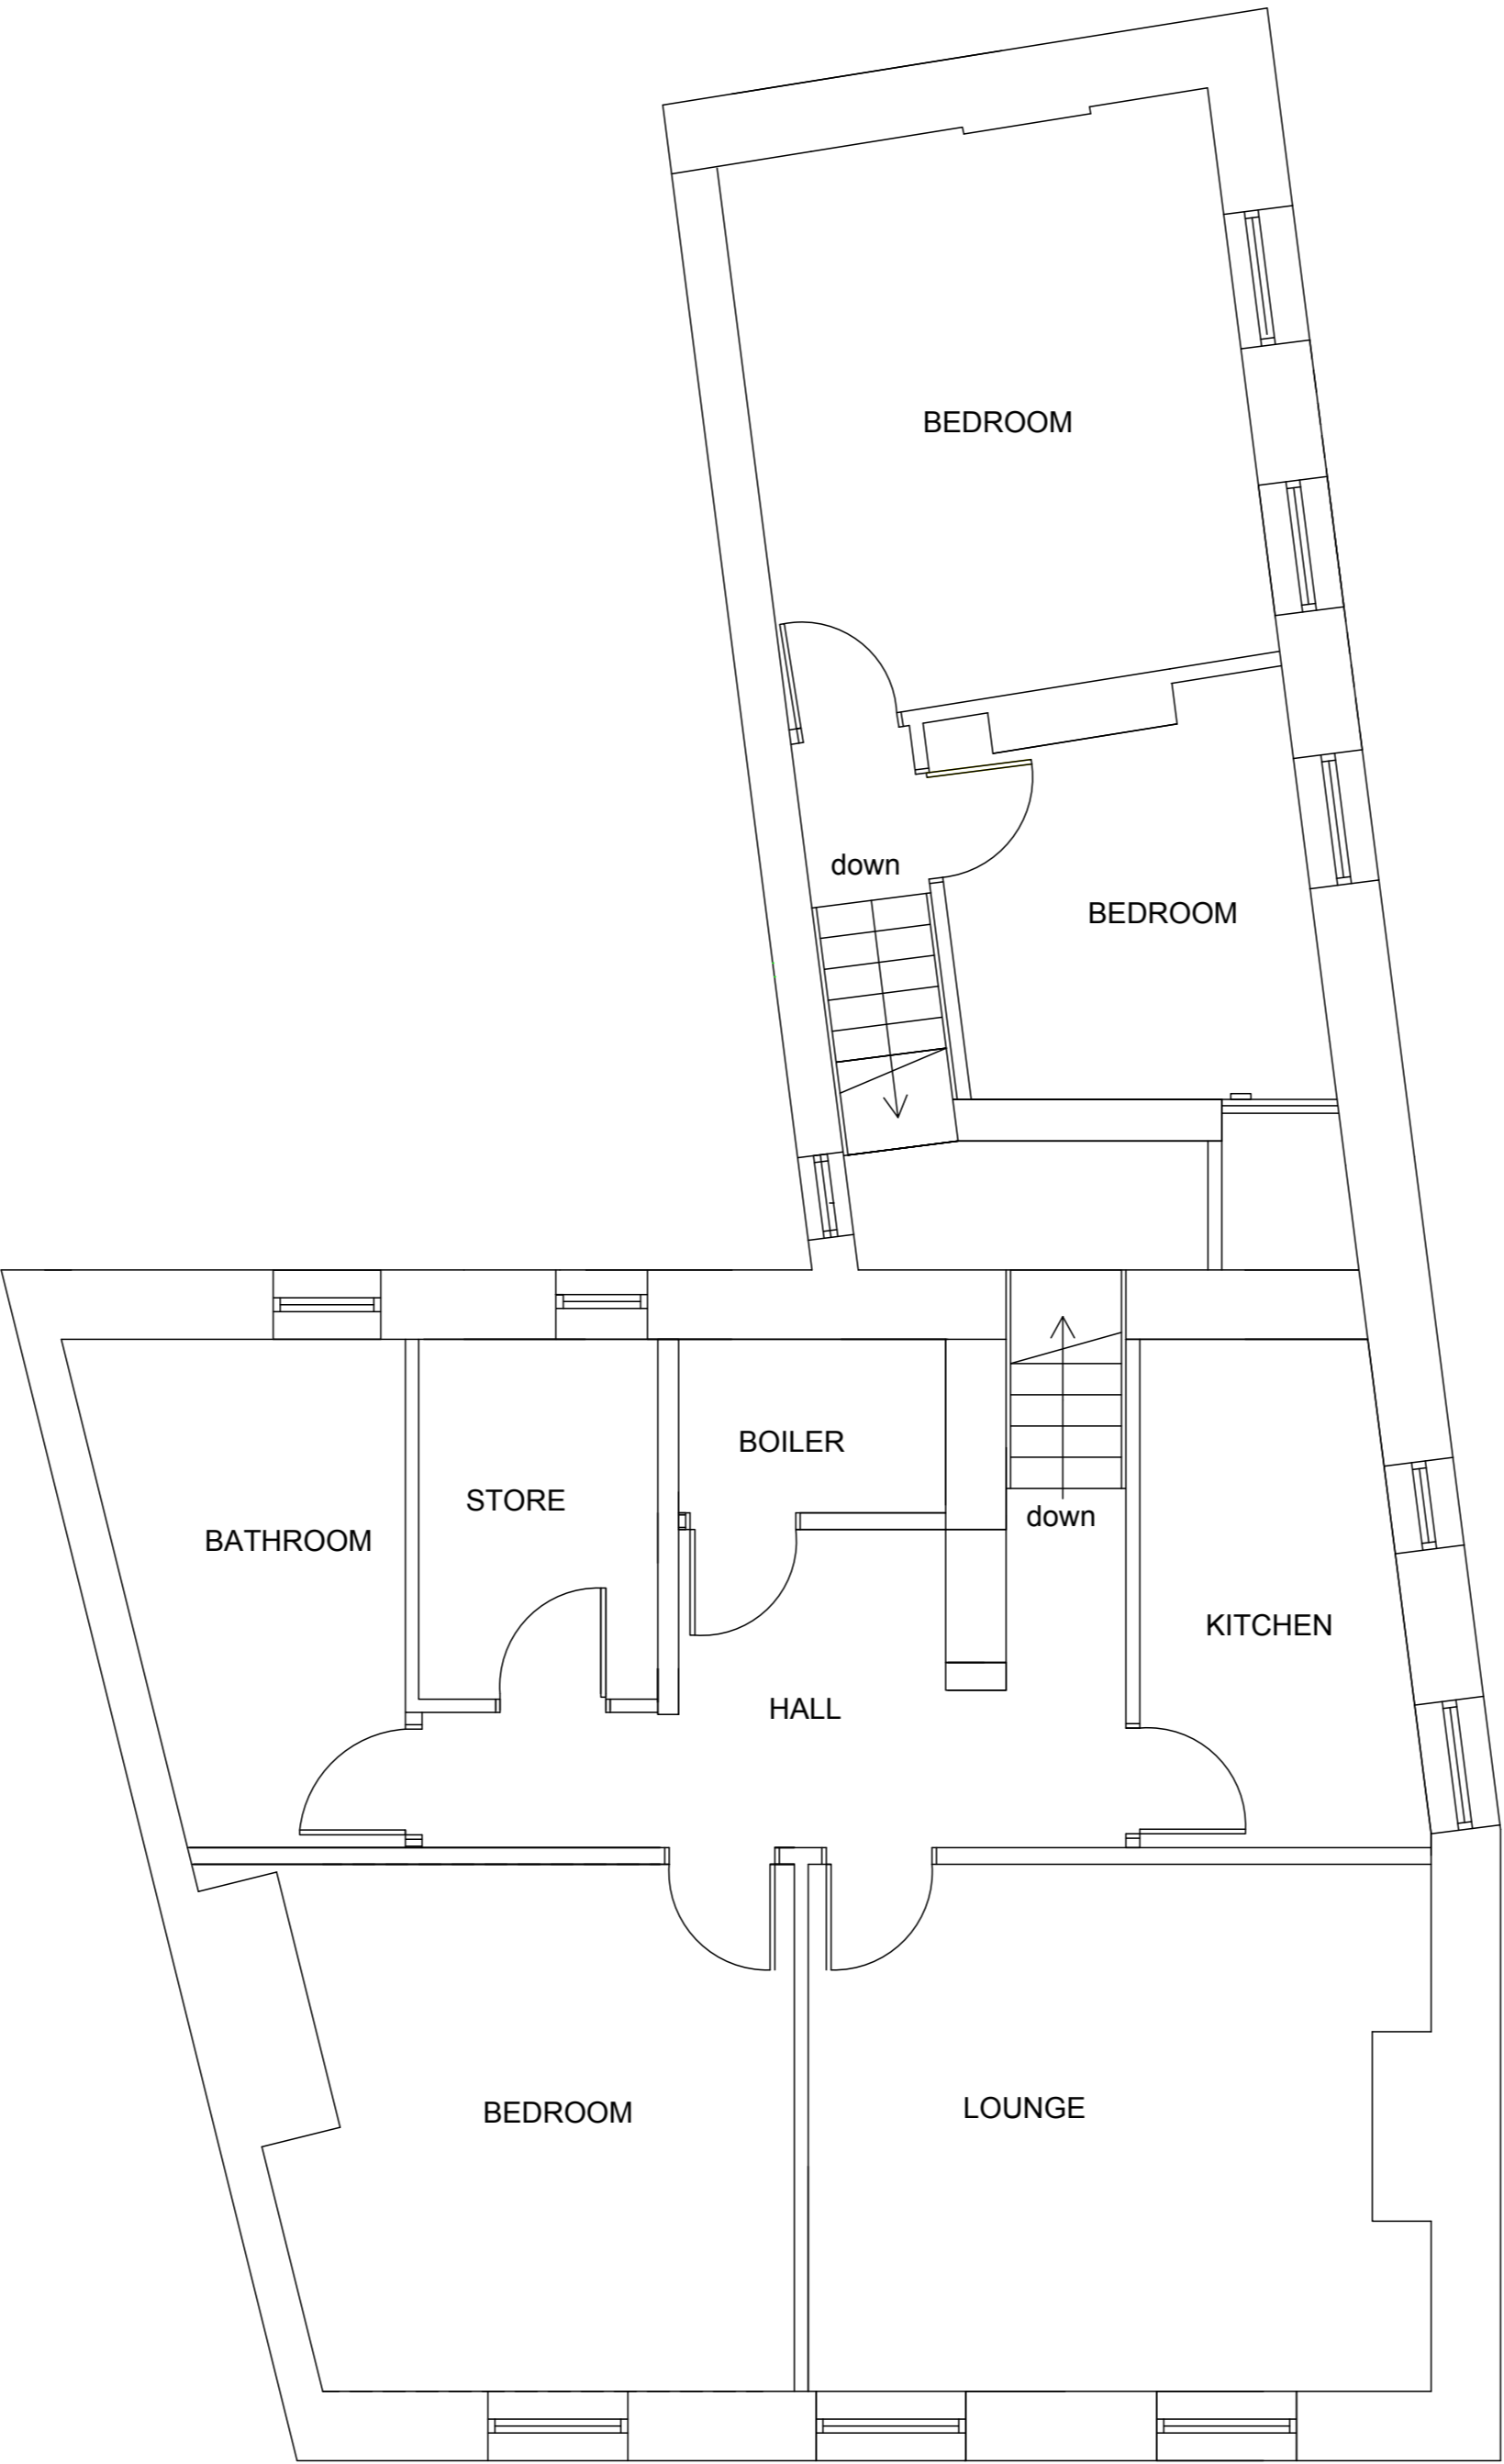 BEDROOM
down
BEDROOM
BOILER
STORE
down
BATHROOM
KITCHEN
HALL
BEDROOM
LOUNGE